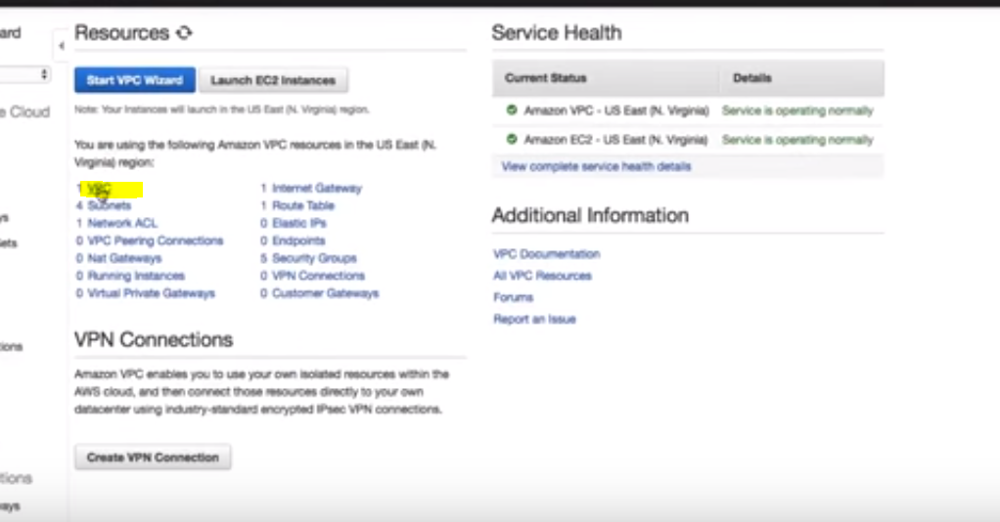 ard
e Cloud
ys
ets
tions
tions
ways
Resources
Start VPC Wizard
Launch EC2 Instances
Note: Your Instances will launch in the US East (N. Virginia) region.
You are using the following Amazon VPC resources in the US East (N.
Virginia) region:
1 VPC
1 Internet Gateway
4 Subnets
1 Route Table
1 Network ACL
0 Elastic IPs
0 VPC Peering Connections
0 Endpoints
0 Nat Gateways
5 Security Groups
0 Running Instances
0 VPN Connections
0 Virtual Private Gateways
0 Customer Gateways
VPN Connections
Amazon VPC enables you to use your own isolated resources within the
AWS cloud, and then connect those resources directly to your own
datacenter using industry-standard encrypted IPsec VPN connections.
Create VPN Connection
Service Health
Current Status
Details
Amazon VPC - US East (N. Virginia)
Service is operating normally
Amazon EC2 - US East (N. Virginia)
Service is operating normally
View complete service health details
Additional Information
VPC Documentation
All VPC Resources
Forums
Report an Issue